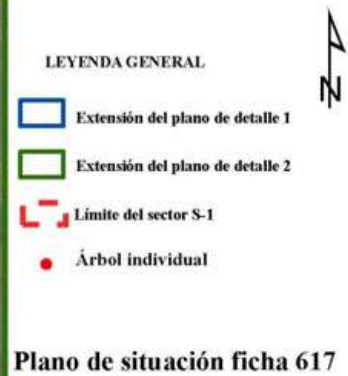 N
LEYENDA GENERAL
Extensión del plano de detalle 1
Extensión del plano de detalle 2
Límite del sector S-1
Árbol individual
Plano de situación ficha 617